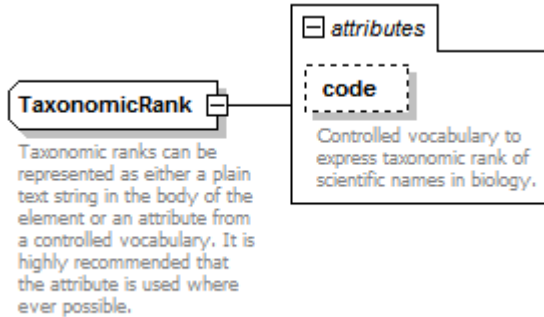 attributes
code
Controlled vocabulary to
express taxonomic rank of
scientific names in biology.
TaxonomicRank
Taxonomic ranks can be
represented as either a plain
text string in the body of the
element or an attribute from
a controlled vocabulary. It is
highly recommended that
the attribute is used where
ever possible.